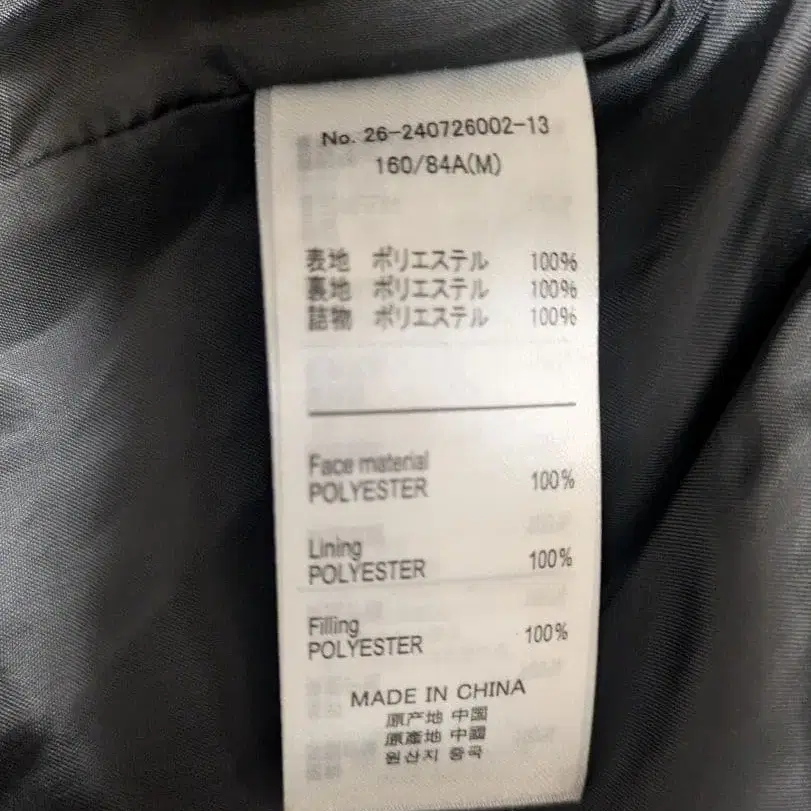 No. 26-240726002-13
160/84A(M)
表地 ポリエステル 100%
裏地 ポリエステル 100%
詰物 ポリエステル 100%
Face material
POLYESTER 100%
Lining
POLYESTER 100%
Filling
POLYESTER 100%
MADE IN CHINA
原产地 中国
原產地 中國
원산지 중국